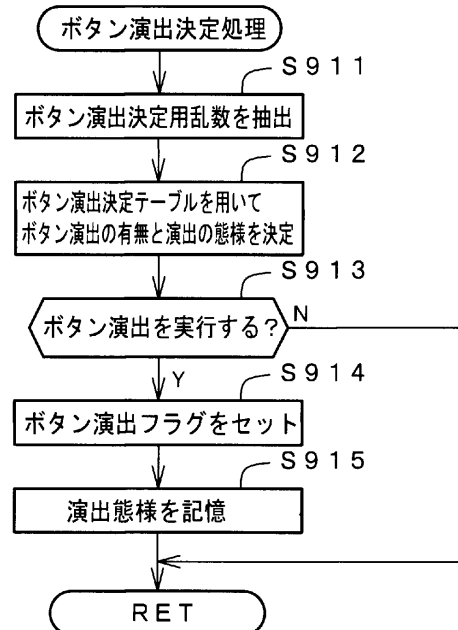 ボタン演出決定処理
S911
ボタン演出決定用乱数を抽出
S912
ボタン演出決定テーブルを用いて
ボタン演出の有無と演出の態様を決定
S913
ボタン演出を実行する?
N
Y
S914
ボタン演出フラグをセット
S915
演出態様を記憶
RET